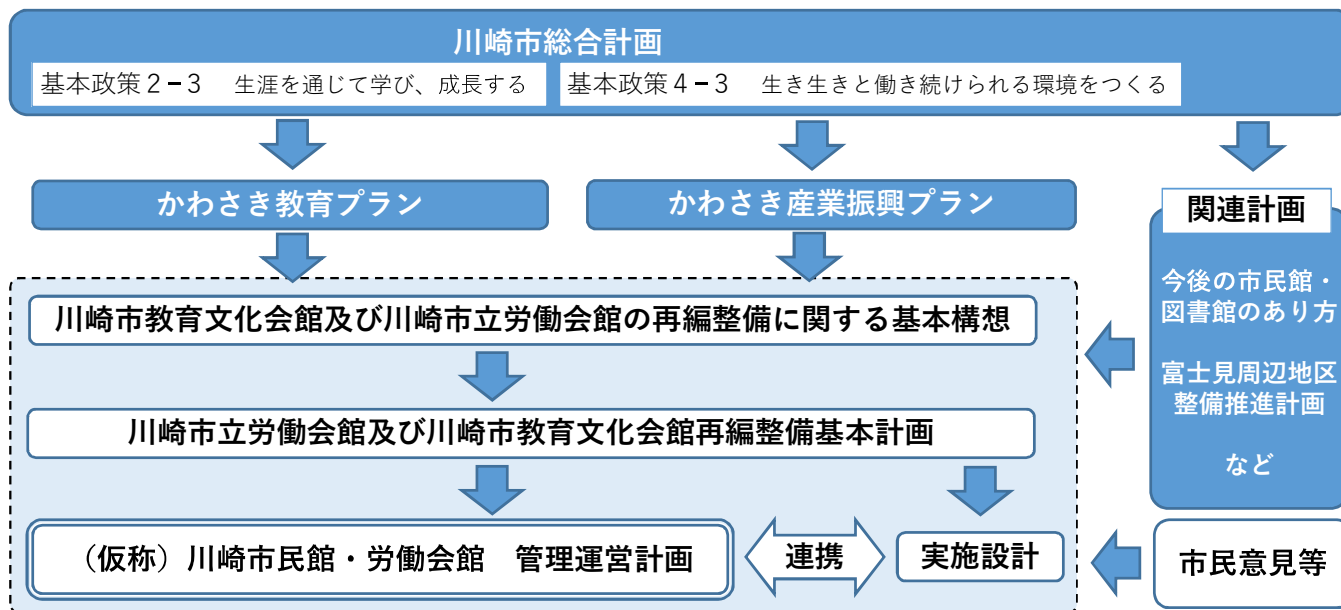 川崎市総合計画
基本政策2-3　生涯を通じて学び、成長する
基本政策4-3　生き生きと働き続けられる環境をつくる
かわさき教育プラン
かわさき産業振興プラン
関連計画
今後の市民館・
図書館のあり方
富士見周辺地区
整備推進計画
など
川崎市教育文化会館及び川崎市立労働会館の再編整備に関する基本構想
川崎市立労働会館及び川崎市教育文化会館再編整備基本計画
（仮称）川崎市民館・労働会館　管理運営計画
連携
実施設計
市民意見等